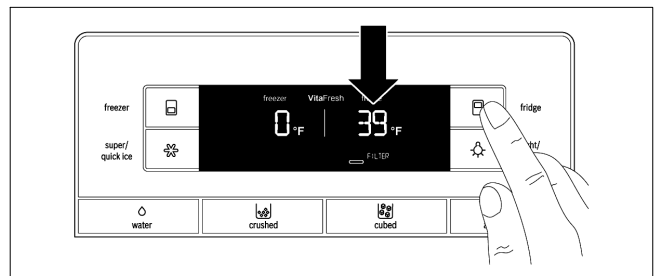 freezer VitaFresh
freezer
0°F 39°F
fridge
FILTER
super/
quick ice
water
crushed
cubed